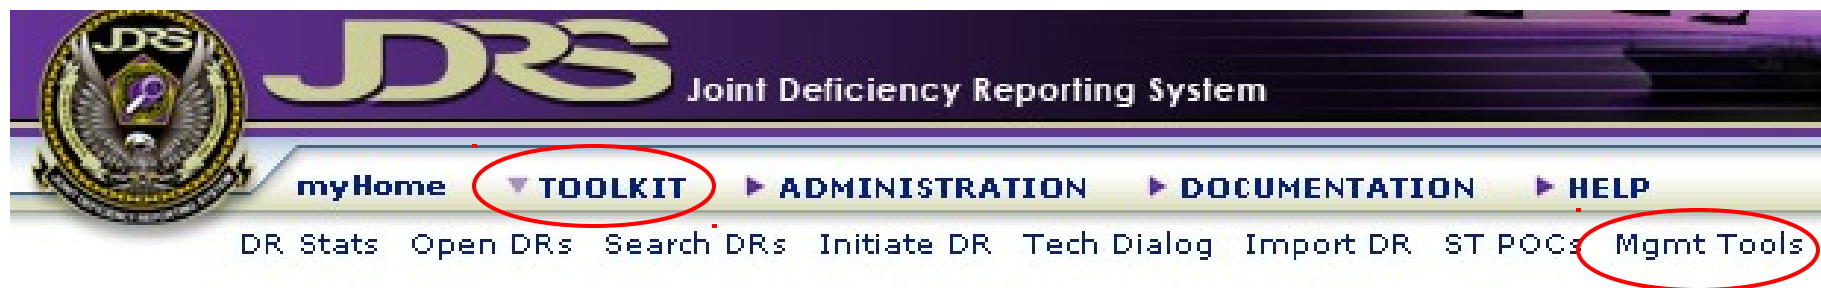 JDRS
JDRS Joint Deficiency Reporting System
myHome TOOLKIT ADMINISTRATION DOCUMENTATION HELP
DR Stats Open DRs Search DRs Initiate DR Tech Dialog Import DR ST POCs Mgmt Tools